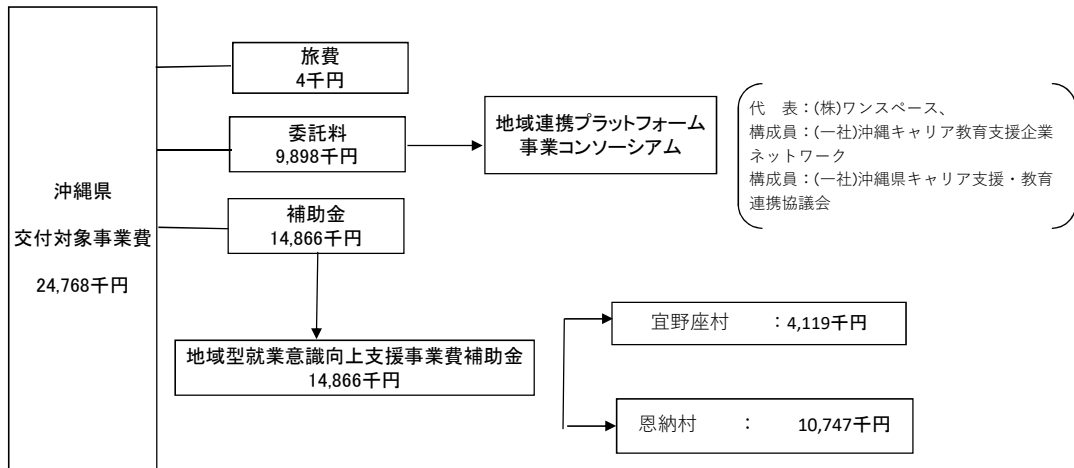 沖縄県
交付対象事業費
24,768千円
旅費
4千円
委託料
9,898千円
地域連携プラットフォーム
事業コンソーシアム
代　表：(株)ワンスペース、
構成員：(一社)沖縄キャリア教育支援企業
ネットワーク
構成員：(一社)沖縄県キャリア支援・教育
連携協議会
補助金
14,866千円
地域型就業意識向上支援事業費補助金
14,866千円
宜野座村　：4,119千円
恩納村　：　10,747千円